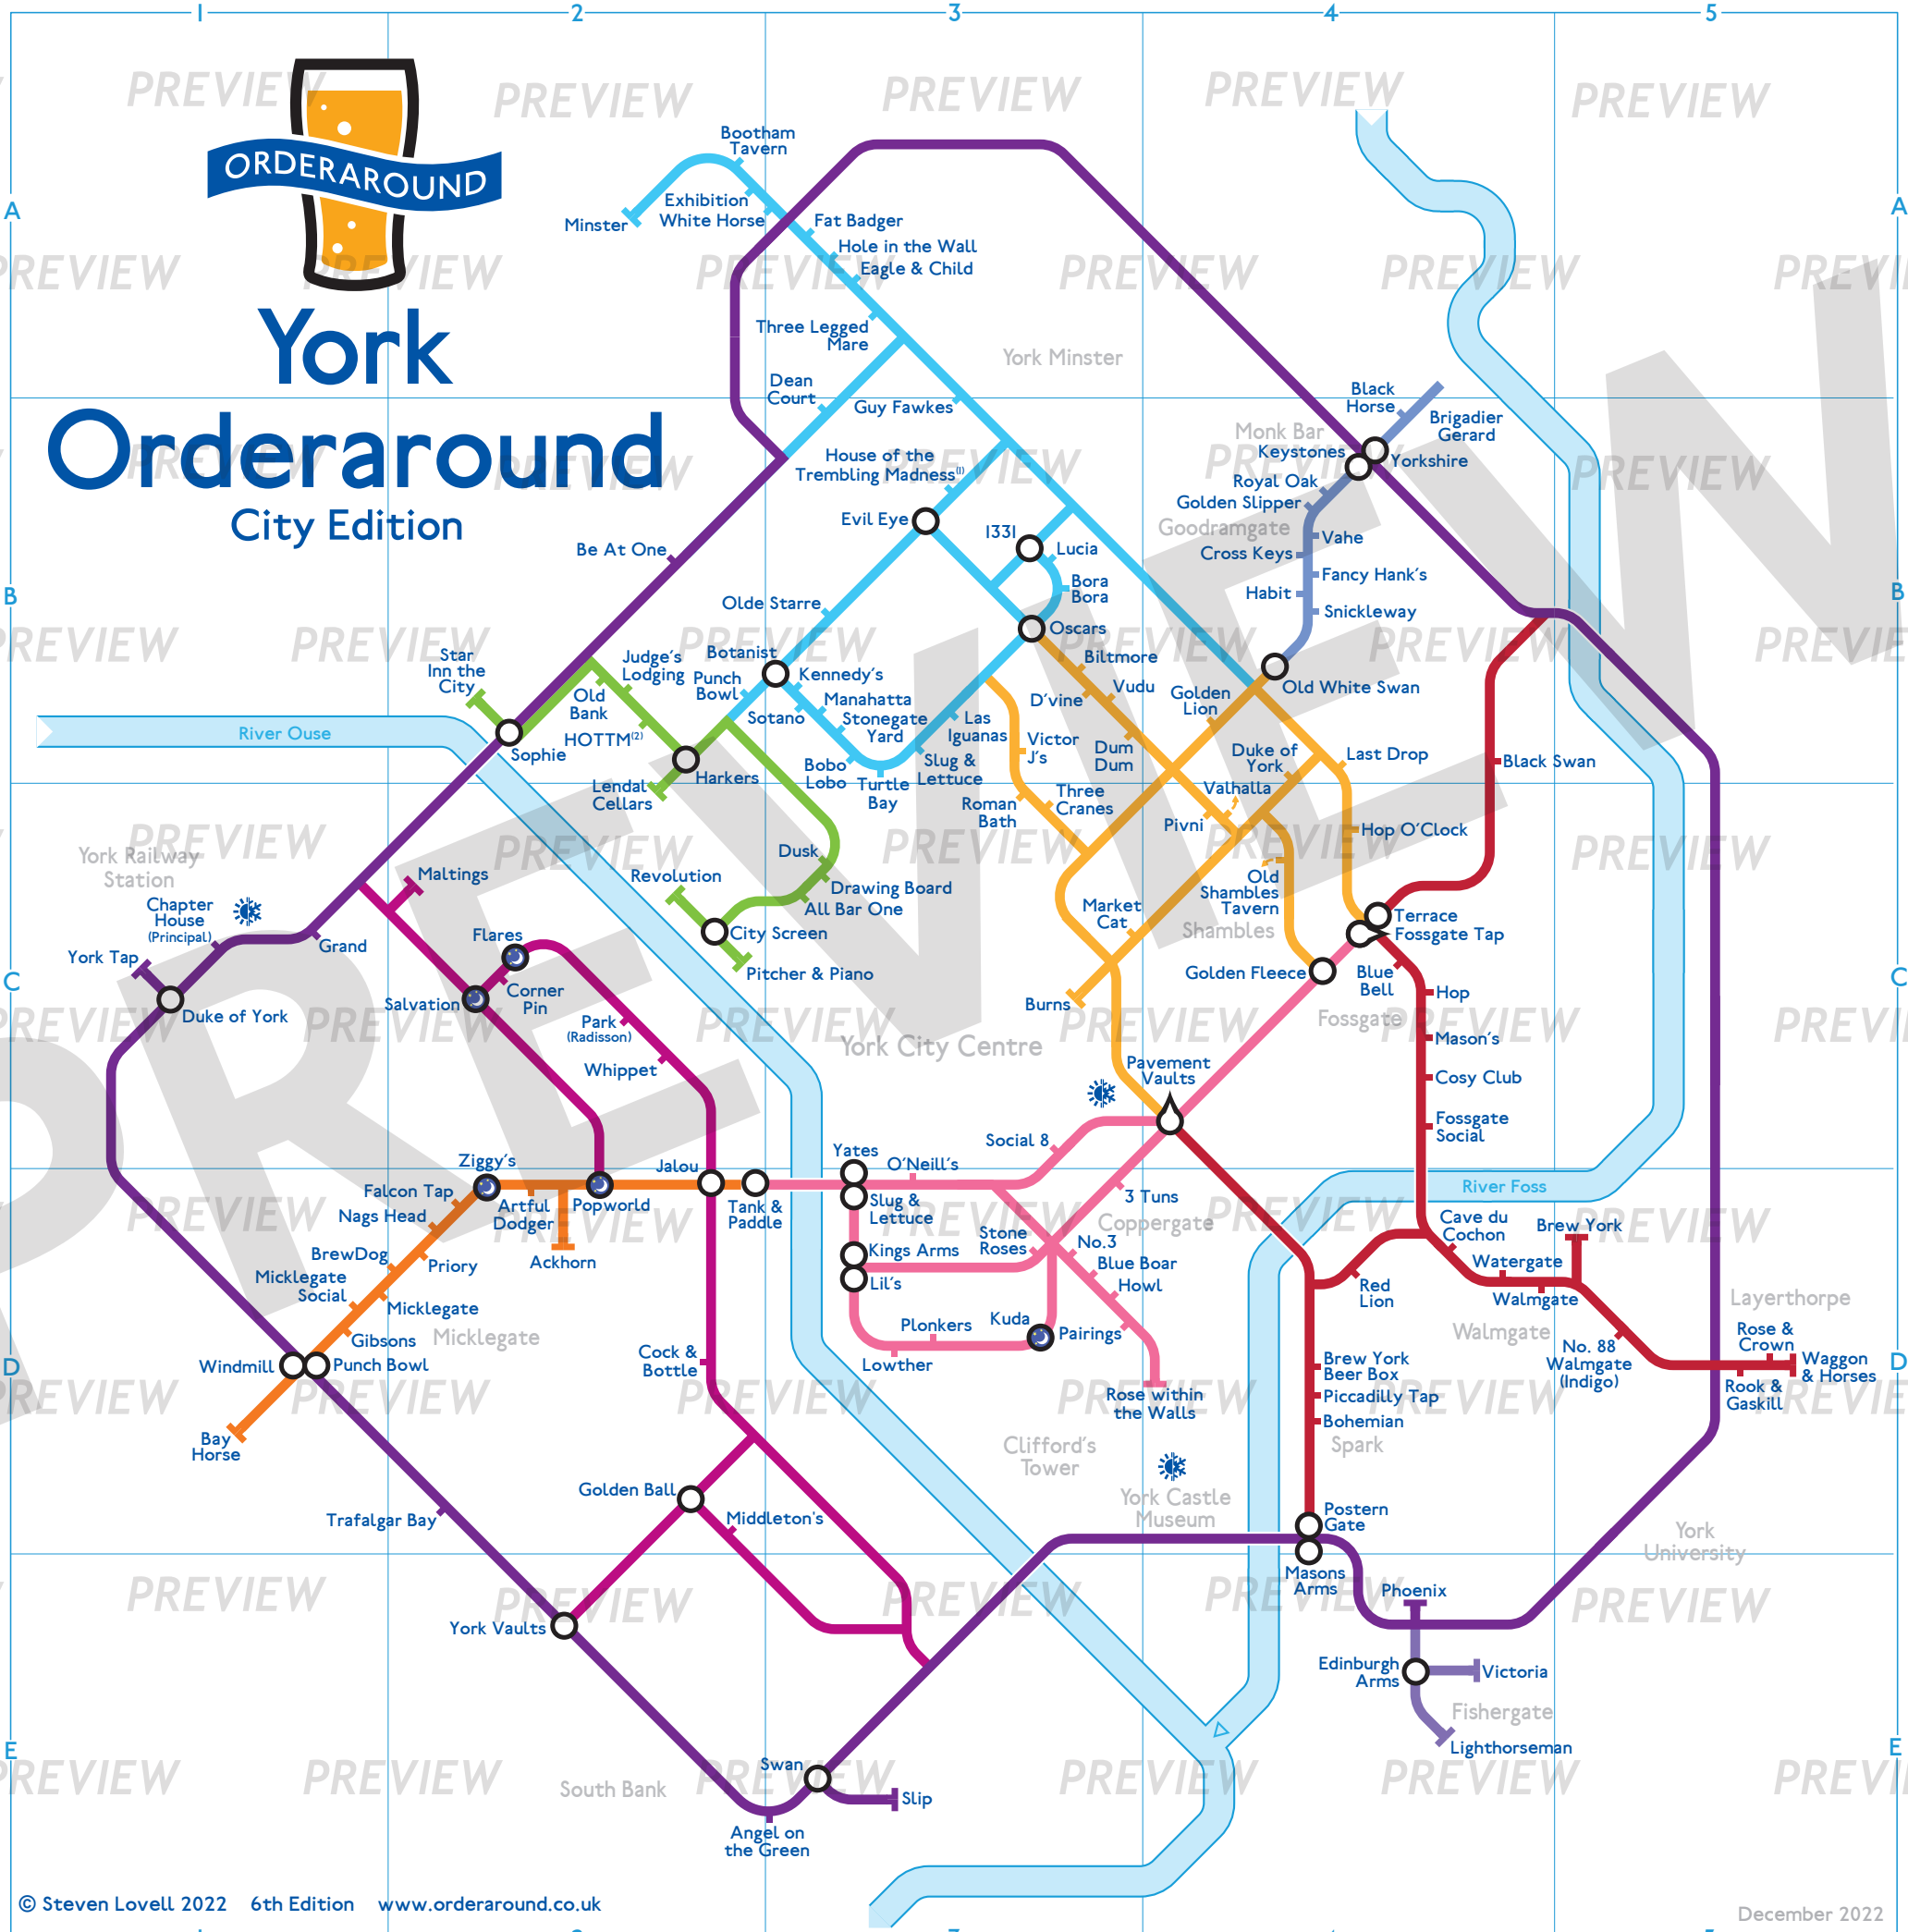 1
2
3
4
5
A
A
B
B
C
C
D
D
E
E
ORDERAROUND
York
Orderaround
City Edition
PREVIEW
Bootham
Tavern
Exhibition
White Horse
Minster
Fat Badger
Hole in the Wall
Eagle & Child
Three Legged
Mare
York Minster
Dean
Court
Guy Fawkes
Black
Horse
Brigadier
Gerard
Monk Bar
Keystones
Yorkshire
House of the
Trembling Madness(1)
Royal Oak
Golden Slipper
Goodramgate
Evil Eye
1331
Lucia
Vahe
Cross Keys
Be At One
Bora
Bora
Fancy Hank's
Habit
Snickleway
Olde Starre
Oscars
Star
Inn the
City
Judge's
Lodging
Old
Bank
HOTTM(2)
Botanist
Punch
Bowl
Kennedy's
Manahatta
Sotano
Stonegate
Yard
Biltmore
Vudu
D'vine
Golden
Lion
Old White Swan
River Ouse
Sophie
Las
Iguanas
Victor
J's
Dum
Dum
Duke of
York
Last Drop
Black Swan
Lendal
Cellars
Harkers
Bobo
Lobo
Turtle
Bay
Slug &
Lettuce
Roman
Bath
Three
Cranes
Valhalla
Pivni
Hop O'Clock
York Railway
Station
Maltings
Revolution
Dusk
Drawing Board
All Bar One
Chapter
House
(Principal)
Grand
York Tap
Flares
City Screen
Pitcher & Piano
Market
Cat
Old
Shambles
Tavern
Shambles
Terrace
Fossgate Tap
Golden Fleece
Blue
Bell
Burns
Hop
Duke of York
Salvation
Corner
Pin
Park
(Radisson)
Whippet
York City Centre
Fossgate
Mason's
Cosy Club
Pavement
Vaults
Fossgate
Social
Social 8
Ziggy's
Jalou
Yates
O'Neill's
Falcon Tap
Nags Head
Artful
Dodger
Popworld
Tank &
Paddle
Slug &
Lettuce
3 Tuns
Coppergate
River Foss
BrewDog
Priory
Ackhorn
Kings Arms
Lil's
Stone
Roses
No.3
Blue Boar
Howl
Cave du
Cochon
Brew York
Watergate
Walmgate
Red
Lion
Micklegate
Social
Micklegate
Gibsons
Micklegate
Plonkers
Kuda
Pairings
Lowther
Walmgate
Layerthorpe
Windmill
Punch Bowl
Cock &
Bottle
Rose within
the Walls
Brew York
Beer Box
Piccadilly Tap
Bohemian
Spark
No. 88
Walmgate
(Indigo)
Rose &
Crown
Waggon
& Horses
Rook &
Gaskill
Bay
Horse
Clifford's
Tower
York Castle
Museum
Trafalgar Bay
Golden Ball
Middleton's
Postern
Gate
York
University
Masons
Arms
Phoenix
York Vaults
Edinburgh
Arms
Victoria
Fishergate
Lighthorseman
South Bank
Swan
Slip
Angel on
the Green
© Steven Lovell 2022 6th Edition www.orderaround.co.uk
December 2022